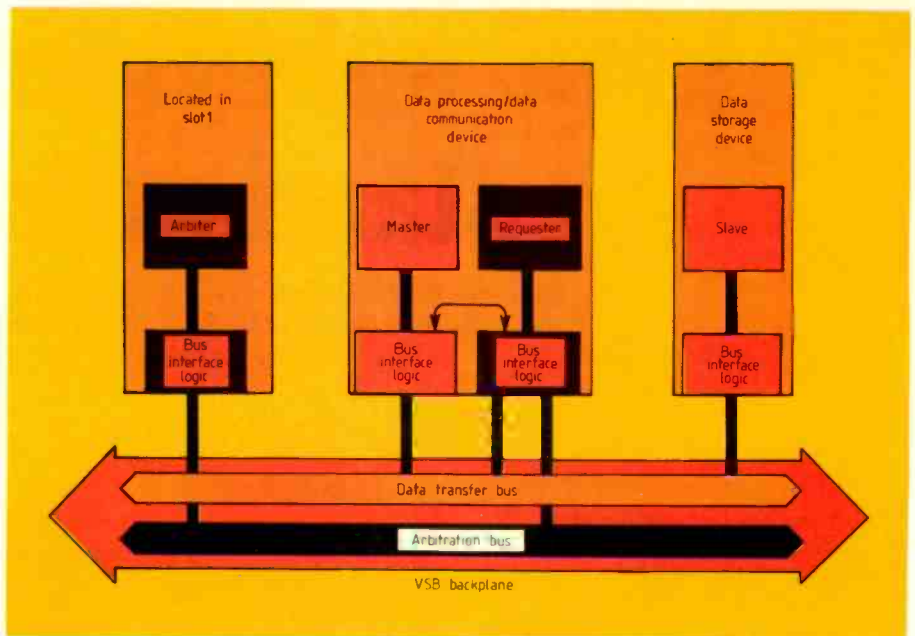 Located in
slot1
Arbiter
Bus
interface
logic
Data processing/data
communication
device
Master
Requester
Bus
interface
logic
Bus
interface
logic
Data
storage
device
Slave
Bus
interface
logic
Data transfer bus
Arbitration bus
VSB backplane